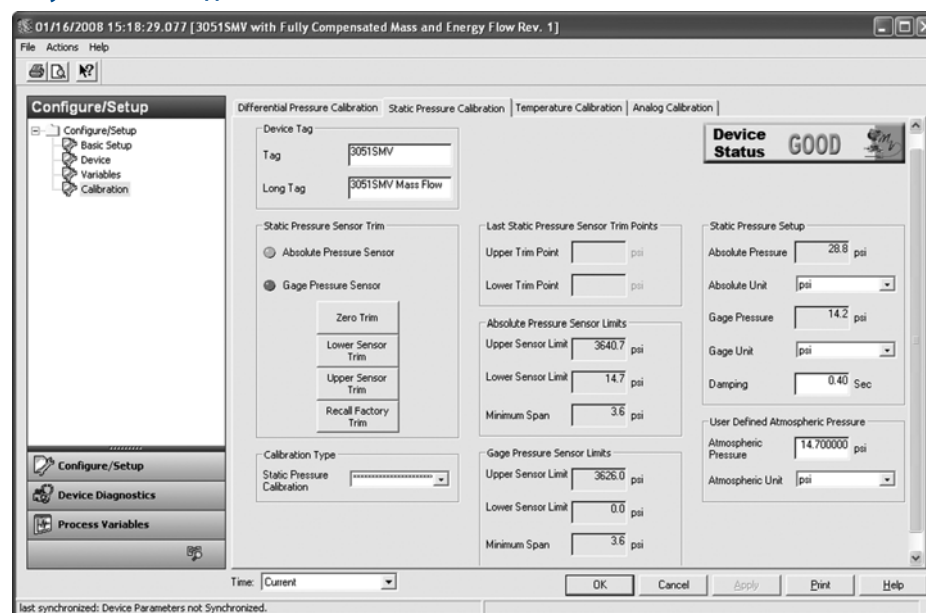 01/16/2008 15:18:29.077 [3051SMV with Fully Compensated Mass and Energy Flow Rev. 1]
File Actions Help
Configure/Setup
Configure/Setup
Basic Setup
Device
Variables
Calibration
Configure/Setup
Device Diagnostics
Process Variables
Differential Pressure Calibration Static Pressure Calibration Temperature Calibration Analog Calibration
Device Tag
Tag 3051SMV
Long Tag 3051SMV Mass Flow
Device Status GOOD
Static Pressure Sensor Trim
Absolute Pressure Sensor
Gage Pressure Sensor
Zero Trim
Lower Sensor Trim
Upper Sensor Trim
Recall Factory Trim
Calibration Type
Static Pressure Calibration
Last Static Pressure Sensor Trim Points
Upper Trim Point psi
Lower Trim Point psi
Absolute Pressure Sensor Limits
Upper Sensor Limit 3640.7 psi
Lower Sensor Limit 14.7 psi
Minimum Span 3.6 psi
Gage Pressure Sensor Limits
Upper Sensor Limit 3626.0 psi
Lower Sensor Limit 0.0 psi
Minimum Span 3.6 psi
Static Pressure Setup
Absolute Pressure 28.8 psi
Absolute Unit psi
Gage Pressure 14.2 psi
Gage Unit psi
Damping 0.40 Sec
User Defined Atmospheric Pressure
Atmospheric Pressure 14.700000 psi
Atmospheric Unit psi
Time: Current
OK Cancel Apply Print Help
last synchronized: Device Parameters not Synchronized.